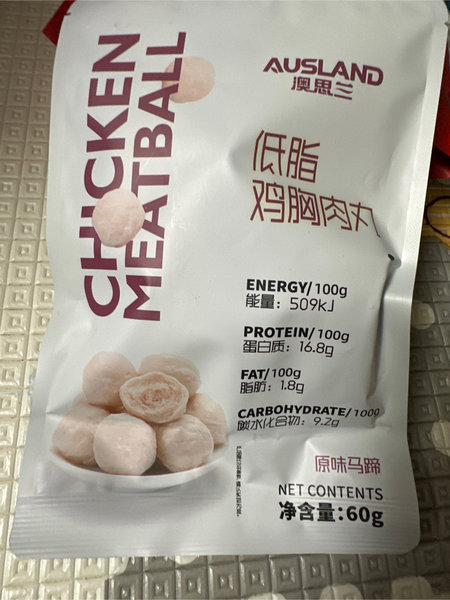 CHICKEN
MEATBALL
AUSLAND
澳思兰
低脂
鸡胸肉丸
ENERGY/100g
能量：509kJ
PROTEIN/100g
蛋白质：16.8g
FAT/100g
脂肪：1.8g
CARBOHYDRATE/100g
碳水化合物：9.2g
原味马蹄
NET CONTENTS
净含量:60g